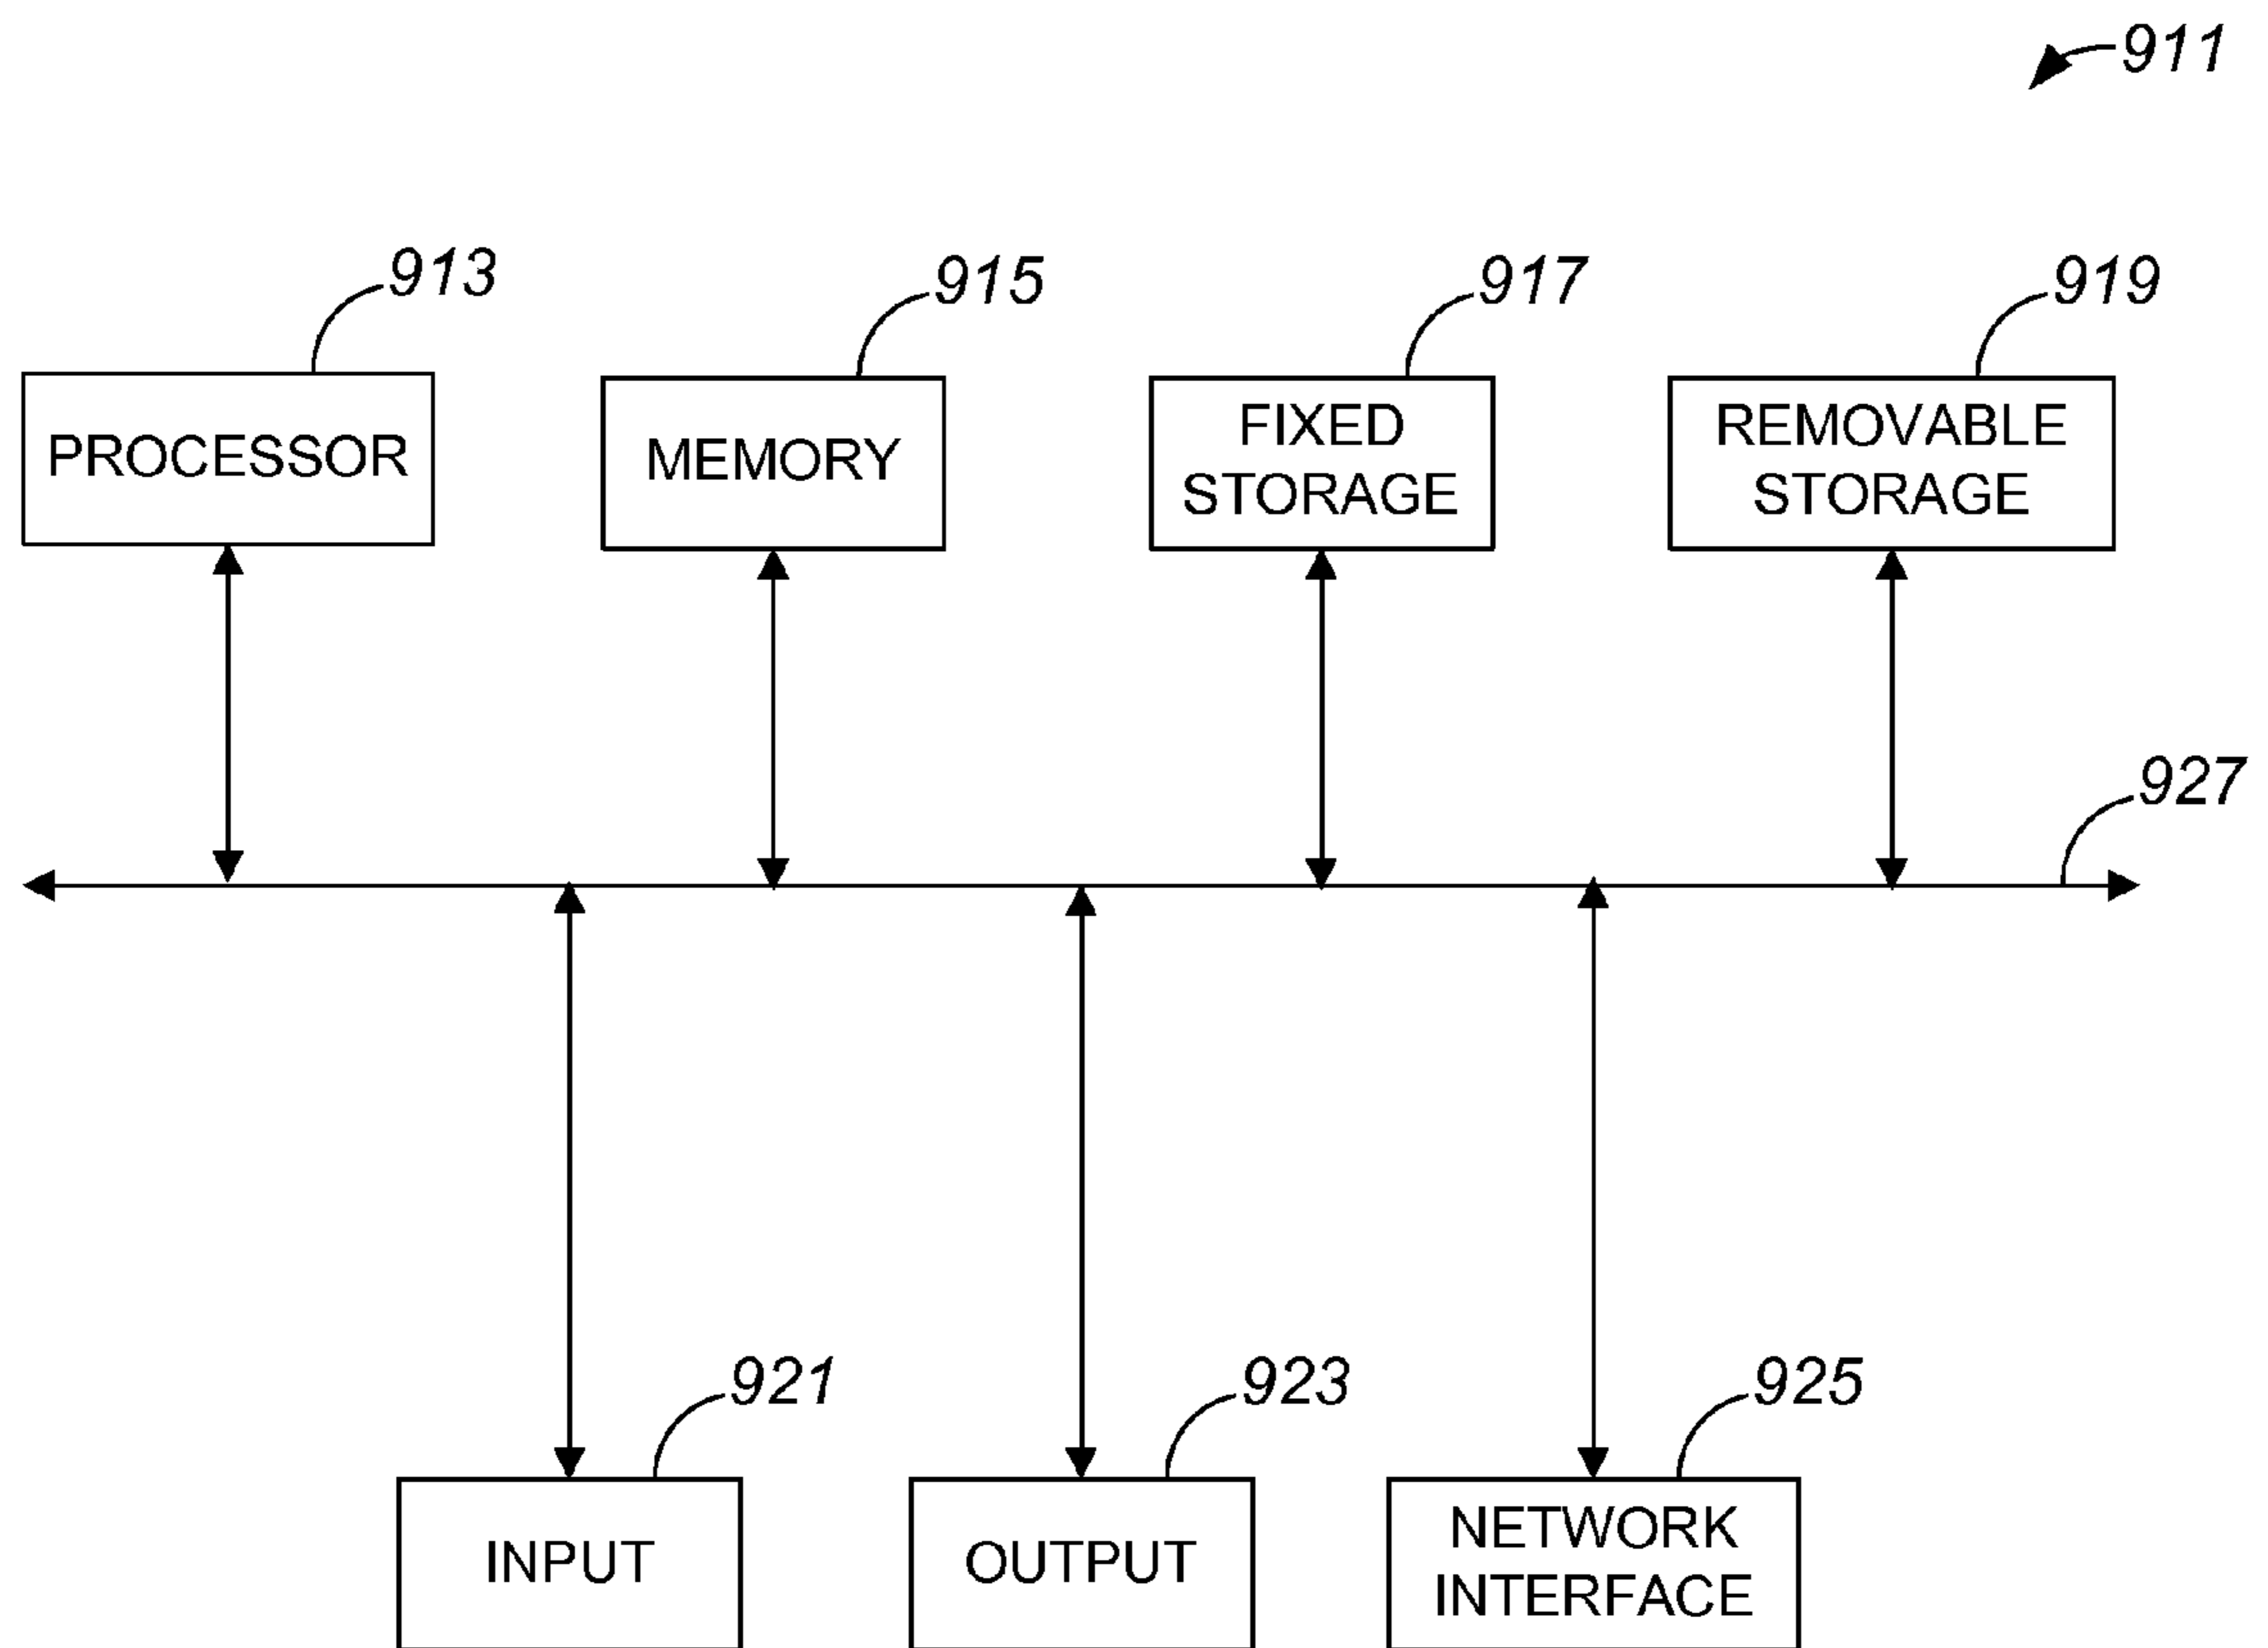 911
913
915
917
919
PROCESSOR
MEMORY
FIXED
STORAGE
REMOVABLE
STORAGE
927
921
923
925
INPUT
OUTPUT
NETWORK
INTERFACE